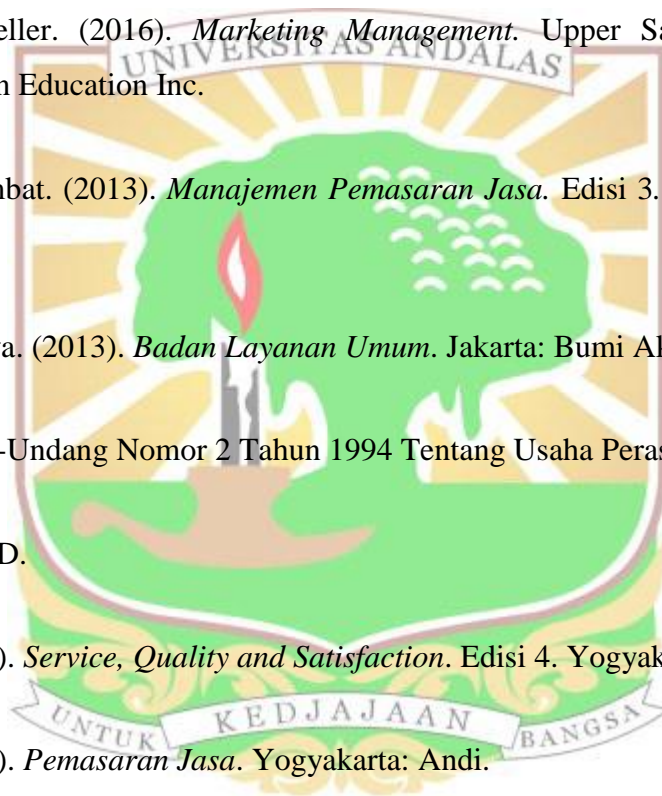 eller. (2016). Marketing Management. Upper Sa
UNIVERSITAS ANDALAS
n Education Inc.
bat. (2013). Manajemen Pemasaran Jasa. Edisi 3.
a. (2013). Badan Layanan Umum. Jakarta: Bumi Ak
-Undang Nomor 2 Tahun 1994 Tentang Usaha Peras
D.
). Service, Quality and Satisfaction. Edisi 4. Yogyak
UNTUK KEDJAJAAN BANGSA
). Pemasaran Jasa. Yogyakarta: Andi.